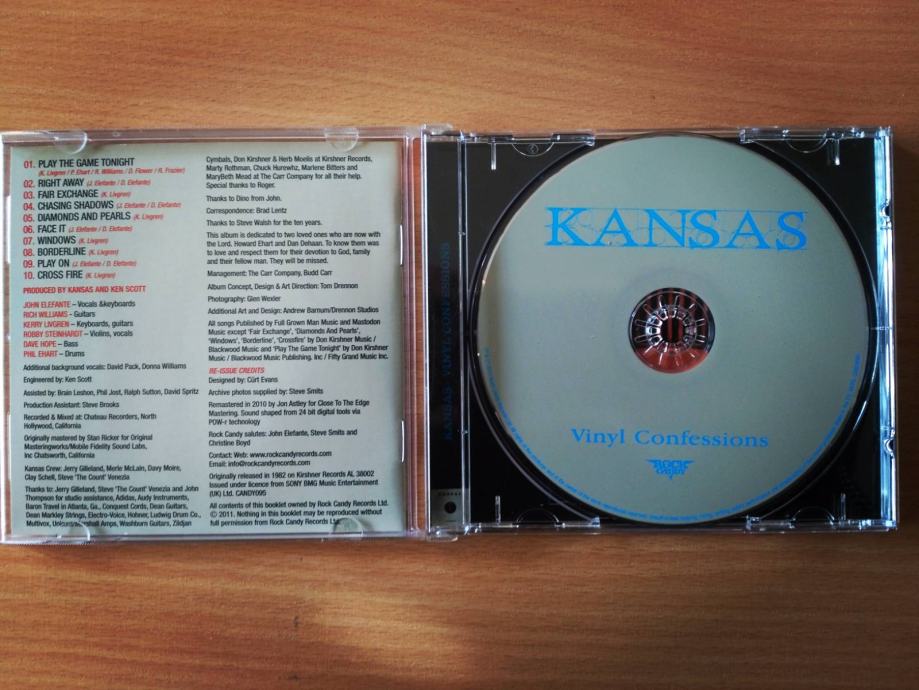 01. PLAY THE GAME TONIGHT
(K. Livgren / P. Ehart / R. Williams / D. Flower / R. Frazier)
02. RIGHT AWAY (J. Elefante / D. Elefante)
03. FAIR EXCHANGE (K. Livgren)
04. CHASING SHADOWS (J. Elefante / D. Elefante)
05. DIAMONDS AND PEARLS (K. Livgren)
06. FACE IT (J. Elefante / D. Elefante)
07. WINDOWS (K. Livgren)
08. BORDERLINE (K. Livgren)
09. PLAY ON (J. Elefante / D. Elefante)
10. CROSS FIRE (K. Livgren)
PRODUCED BY KANSAS AND KEN SCOTT
JOHN ELEFANTE – Vocals &keyboards
RICH WILLIAMS - Guitars
KERRY LIVGREN – Keyboards, guitars
ROBBY STEINHARDT – Violins, vocals
DAVE HOPE – Bass
PHIL EHART – Drums
Additional background vocals: David Pack, Donna Williams
Engineered by: Ken Scott
Assisted by: Brain Leshon, Phil Jost, Ralph Sutton, David Spritz
Production Assistant: Steve Brooks
Recorded & Mixed at: Chateau Recorders, North
Hollywood, California
Originally mastered by Stan Ricker for Original
Masteringworks/Mobile Fidelity Sound Labs,
Inc Chatsworth, California
Kansas Crew: Jerry Gilleland, Merle McLain, Davy Moire,
Clay Schell, Steve 'The Count' Venezia
Thanks to: Jerry Gilleland, Steve 'The Count' Venezia and John
Thompson for studio assistance, Adidas, Audy Instruments,
Baron Travel in Atlanta, Ga., Conquest Cords, Dean Guitars,
Dean Markley Strings, Electro-Voice, Hohner, Ludwig Drum Co.,
Multivox, Unicord/Marshall Amps, Washburn Guitars, Zildjan
Cymbals, Don Kirshner & Herb Moelis at Kirshner Records,
Marty Rothman, Chuck Hurewhz, Marlene Bitters and
MaryBeth Mead at The Carr Company for all their help.
Special thanks to Roger.
Thanks to Dino from John.
Correspondence: Brad Lentz
Thanks to Steve Walsh for the ten years.
This album is dedicated to two loved ones who are now with
the Lord. Howard Ehart and Dan Dehaan. To know them was
to love and respect them for their devotion to God, family
and their fellow man. They will be missed.
Management: The Carr Company, Budd Carr
Album Concept, Design & Art Direction: Tom Drennon
Photography: Glen Wexler
Additional Art and Design: Andrew Barnum/Drennon Studios
All songs Published by Full Grown Man Music and Mastodon
Music except 'Fair Exchange', 'Diamonds And Pearls',
'Windows', 'Borderline', 'Crossfire' by Don Kirshner Music /
Blackwood Music and "Play The Game Tonight" by Don Kirshner
Music / Blackwood Music Publishing. Inc / Fifty Grand Music Inc.
RE-ISSUE CREDITS
Designed by: Cürt Evans
Archive photos supplied by: Steve Smits
Remastered in 2010 by Jon Astley for Close To The Edge
Mastering. Sound shaped from 24 bit digital tools via
PDW-r technology
Rock Candy salutes: John Elefante, Steve Smits and
Christine Boyd
Contact: Web: www.rockcandyrecords.com
Email: info@rockcandyrecords.com
Originally released in 1982 on Kirshner Records AL 38002
Issued under licence from SONY BMG Music Entertainment
(UK) Ltd. CANDY095
All contents of this booklet owned by Rock Candy Records Ltd.
© 2011. Nothing in this booklet may be reproduced without
full permission from Rock Candy Records Ltd.
KANSAS VINYL CONFESSIONS
KANSAS
Vinyl Confessions
ROCK
CANDY